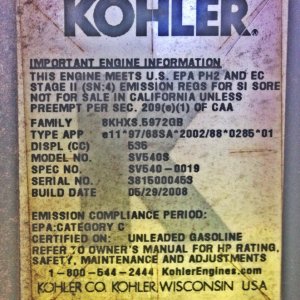 KOHLER.
IMPORTANT ENGINE INFORMATION
THIS ENGINE MEETS U.S. EPA PH2 AND EC
STAGE II (SN:4) EMISSION REGS FOR SI SORE
NOT FOR SALE IN CALIFORNIA UNLESS
PREEMPT PER SEC. 209(e)(1) OF CAA
FAMILY 8KHXS.5972GB
TYPE APP e11*97/68SA*2002/88*0285*01
DISPL (CC) 535
MODEL NO. SV540S
SPEC NO. SV540-0019
SERIAL NO. 3815000453
BUILD DATE 05/29/2008
EMISSION COMPLIANCE PERIOD:
EPA:CATEGORY C
CERTIFIED ON: UNLEADED GASOLINE
REFER TO OWNER'S MANUAL FOR HP RATING,
SAFETY, MAINTENANCE AND ADJUSTMENTS
1-800-544-2444 KohlerEngines.com
KOHLER CO. KOHLER, WISCONSIN USA